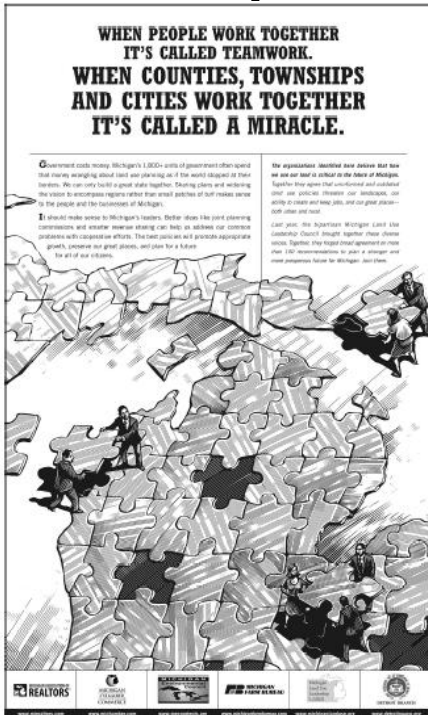 WHEN PEOPLE WORK TOGETHER
IT'S CALLED TEAMWORK.
WHEN COUNTIES, TOWNSHIPS
AND CITIES WORK TOGETHER
IT'S CALLED A MIRACLE.
Government costs money. Michigan's 1,800+ units of government often spend
that money wrangling about land use planning as if the world stopped at their
borders. We can only build a great state together. Sharing plans and widening
the vision to encompass regions rather than small patches of turf makes sense
to the people and the businesses of Michigan.
It should make sense to Michigan's leaders. Better ideas like joint planning
commissions and smarter revenue sharing can help us address our common
problems with cooperative efforts. The best policies will promote appropriate
growth, preserve our great places, and plan for a future
for all of our citizens.
The organizations identified here believe that how
we use our land is critical to the future of Michigan.
Together they agree that uninformed and outdated
land use policies threaten our landscapes, our
ability to create and keep jobs, and our great places—
both cities and rural.
Last year, the bipartisan Michigan Land Use
Leadership Council brought together these diverse
voices. Together, they forged broad agreement on more
than 150 recommendations to plan a stronger and
more prosperous future for Michigan. Join them.
REALTORS
MICHIGAN
CHAMBER
COMMERCE
MICHIGAN
MICHIGAN
FARM BUREAU
DETROIT BRANCH